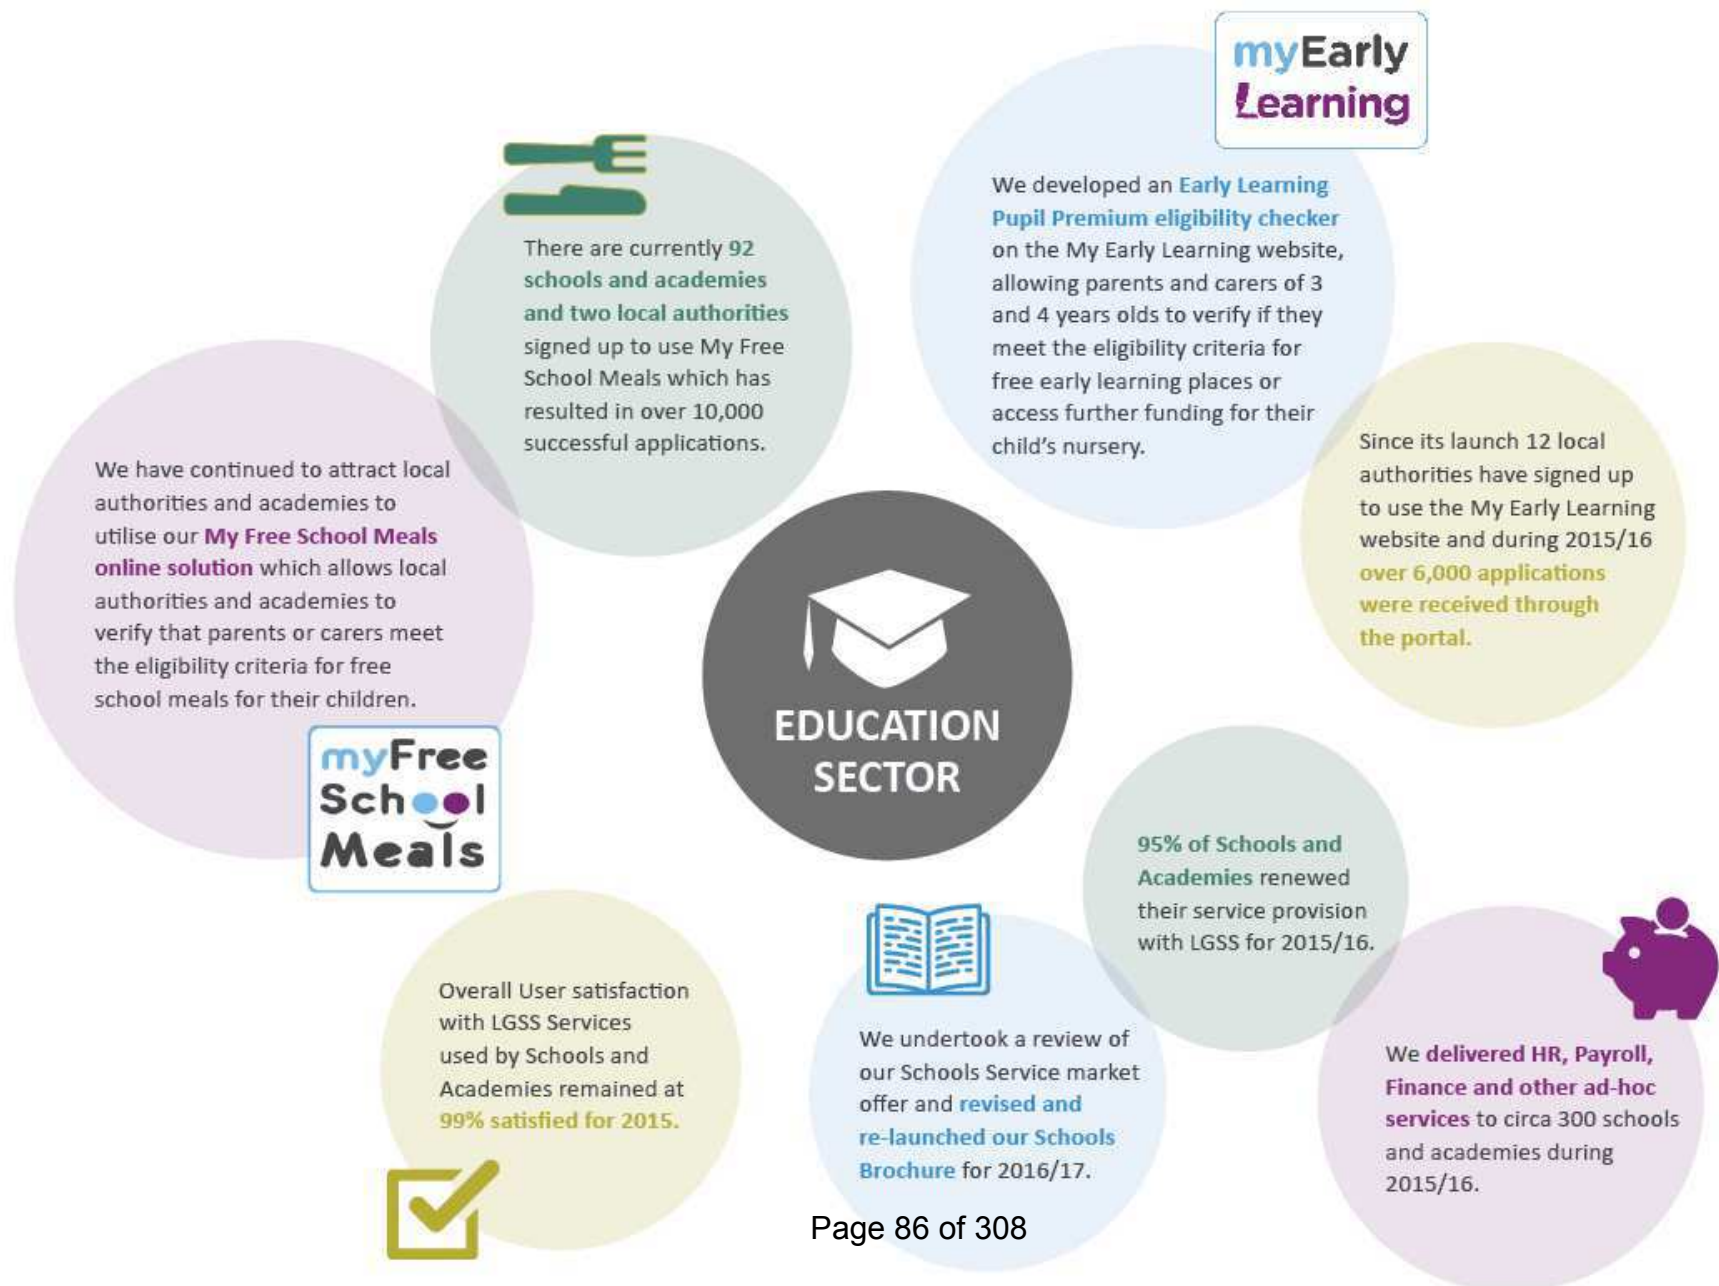 myEarly
Learning
We developed an Early Learning
Pupil Premium eligibility checker
on the My Early Learning website,
allowing parents and carers of 3
and 4 years olds to verify if they
meet the eligibility criteria for
free early learning places or
access further funding for their
child's nursery.
There are currently 92
schools and academies
and two local authorities
signed up to use My Free
School Meals which has
resulted in over 10,000
successful applications.
Since its launch 12 local
authorities have signed up
to use the My Early Learning
website and during 2015/16
over 6,000 applications
were received through
the portal.
We have continued to attract local
authorities and academies to
utilise our My Free School Meals
online solution which allows local
authorities and academies to
verify that parents or carers meet
the eligibility criteria for free
school meals for their children.
myFree
School
Meals
EDUCATION
SECTOR
95% of Schools and
Academies renewed
their service provision
with LGSS for 2015/16.
Overall User satisfaction
with LGSS Services
used by Schools and
Academies remained at
99% satisfied for 2015.
We undertook a review of
our Schools Service market
offer and revised and
re-launched our Schools
Brochure for 2016/17.
We delivered HR, Payroll,
Finance and other ad-hoc
services to circa 300 schools
and academies during
2015/16.
Page 86 of 308